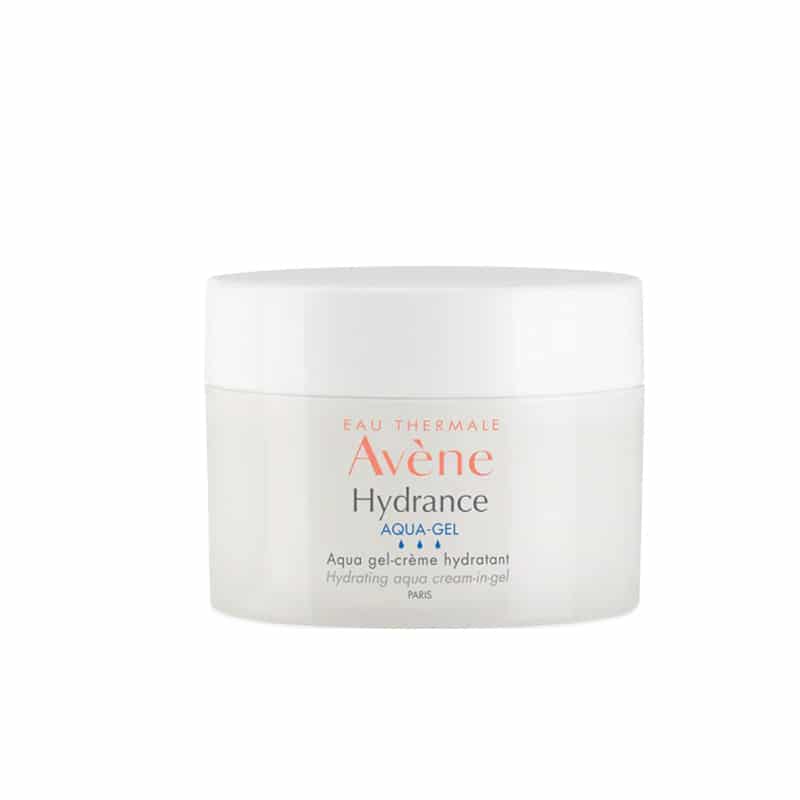 EAU THERMALE
Avène
Hydrance
AQUA-GEL
Aqua gel-crème hydratant
Hydrating aqua cream-in-gel
PARIS